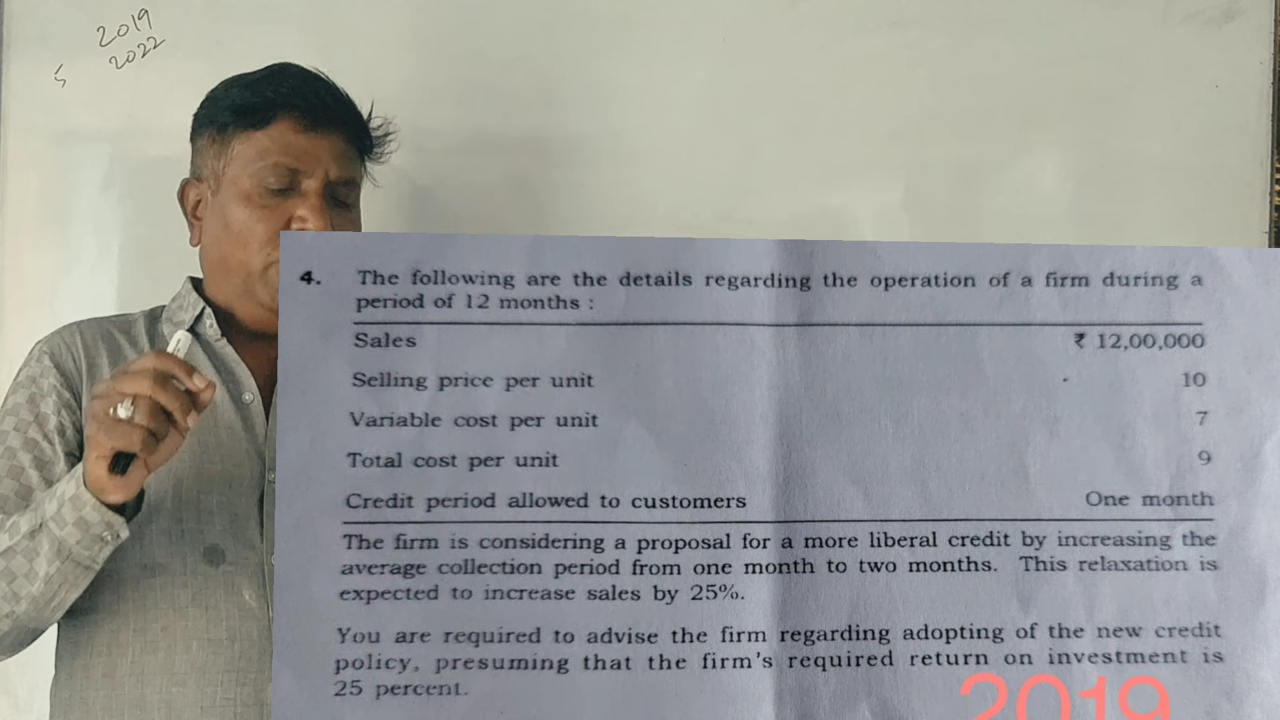 2019
2022
5
4. The following are the details regarding the operation of a firm during a
period of 12 months :
Sales ₹ 12,00,000
Selling price per unit 10
Variable cost per unit 7
Total cost per unit 9
Credit period allowed to customers One month
The firm is considering a proposal for a more liberal credit by increasing the
average collection period from one month to two months. This relaxation is
expected to increase sales by 25%.
You are required to advise the firm regarding adopting of the new credit
policy, presuming that the firm's required return on investment is
25 percent.
2019